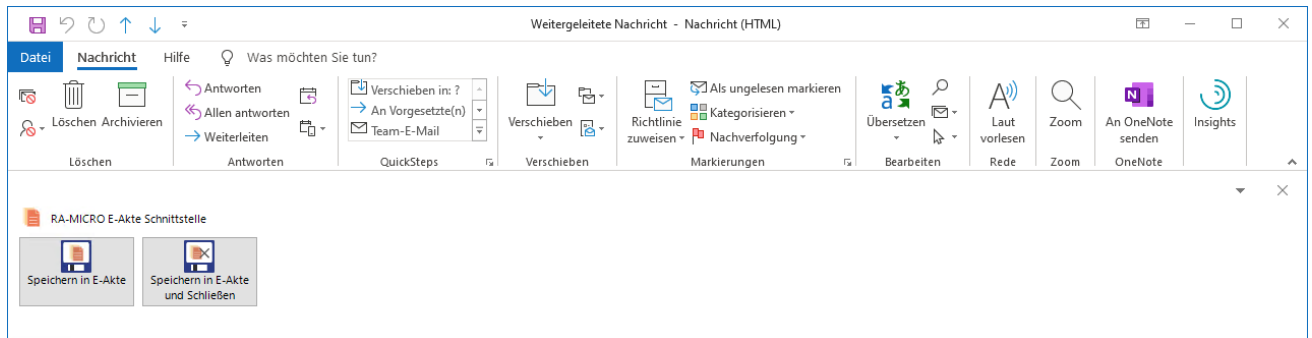 Weitergeleitete Nachricht - Nachricht (HTML)
Datei Nachricht Hilfe Was möchten Sie tun?
Löschen Archivieren
Löschen
Antworten
Allen antworten
Weiterleiten
Antworten
Verschieben in: ?
An Vorgesetzte(n)
Team-E-Mail
QuickSteps
Verschieben
Verschieben
Richtlinie
zuweisen
Als ungelesen markieren
Kategorisieren
Nachverfolgung
Markierungen
Übersetzen
Bearbeiten
Laut
vorlesen
Rede
Zoom
Zoom
An OneNote
senden
OneNote
Insights
RA-MICRO E-Akte Schnittstelle
Speichern in E-Akte
Speichern in E-Akte
und Schließen